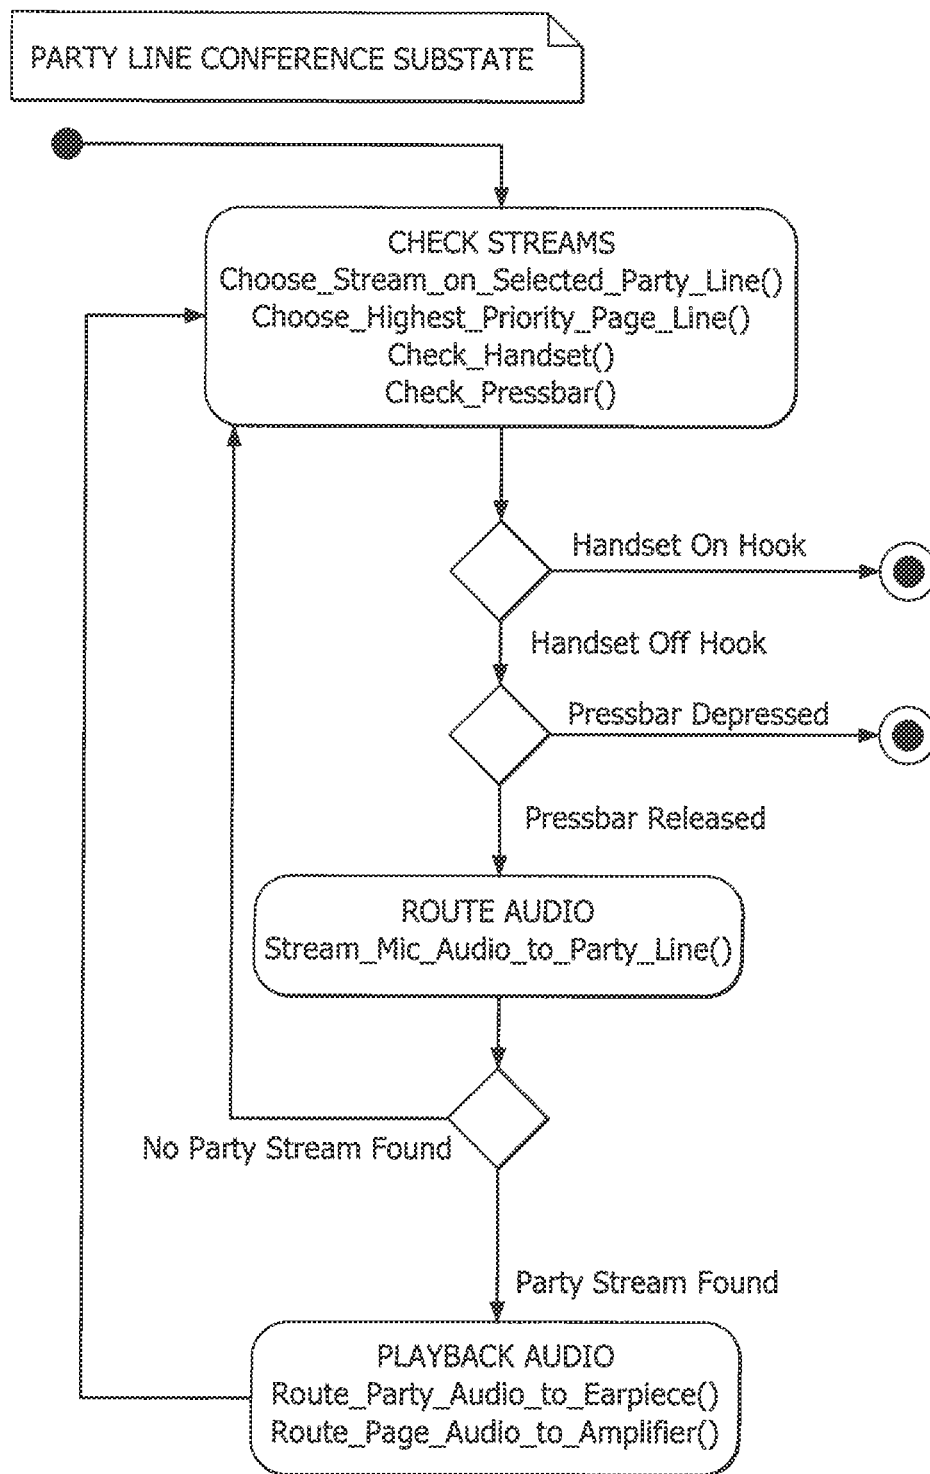 PARTY LINE CONFERENCE SUBSTATE
CHECK STREAMS
Choose_Stream_on_Selected_Party_Line()
Choose_Highest_Priority_Page_Line()
Check_Handset()
Check_Pressbar()
Handset On Hook
Handset Off Hook
Pressbar Depressed
Pressbar Released
ROUTE AUDIO
Stream_Mic_Audio_to_Party_Line()
No Party Stream Found
Party Stream Found
PLAYBACK AUDIO
Route_Party_Audio_to_Earpiece()
Route_Page_Audio_to_Amplifier()